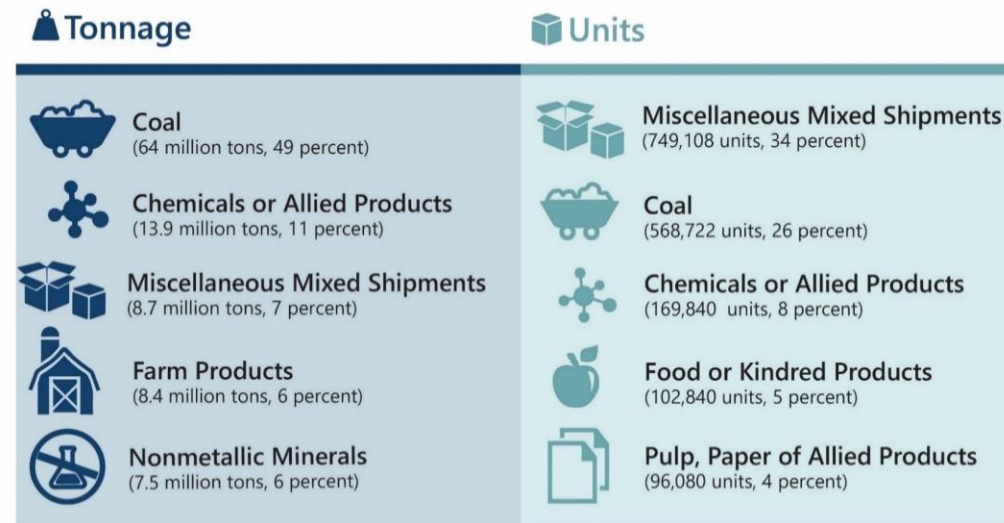 Tonnage
Coal
(64 million tons, 49 percent)
Chemicals or Allied Products
(13.9 million tons, 11 percent)
Miscellaneous Mixed Shipments
(8.7 million tons, 7 percent)
Farm Products
(8.4 million tons, 6 percent)
Nonmetallic Minerals
(7.5 million tons, 6 percent)
Units
Miscellaneous Mixed Shipments
(749,108 units, 34 percent)
Coal
(568,722 units, 26 percent)
Chemicals or Allied Products
(169,840 units, 8 percent)
Food or Kindred Products
(102,840 units, 5 percent)
Pulp, Paper of Allied Products
(96,080 units, 4 percent)